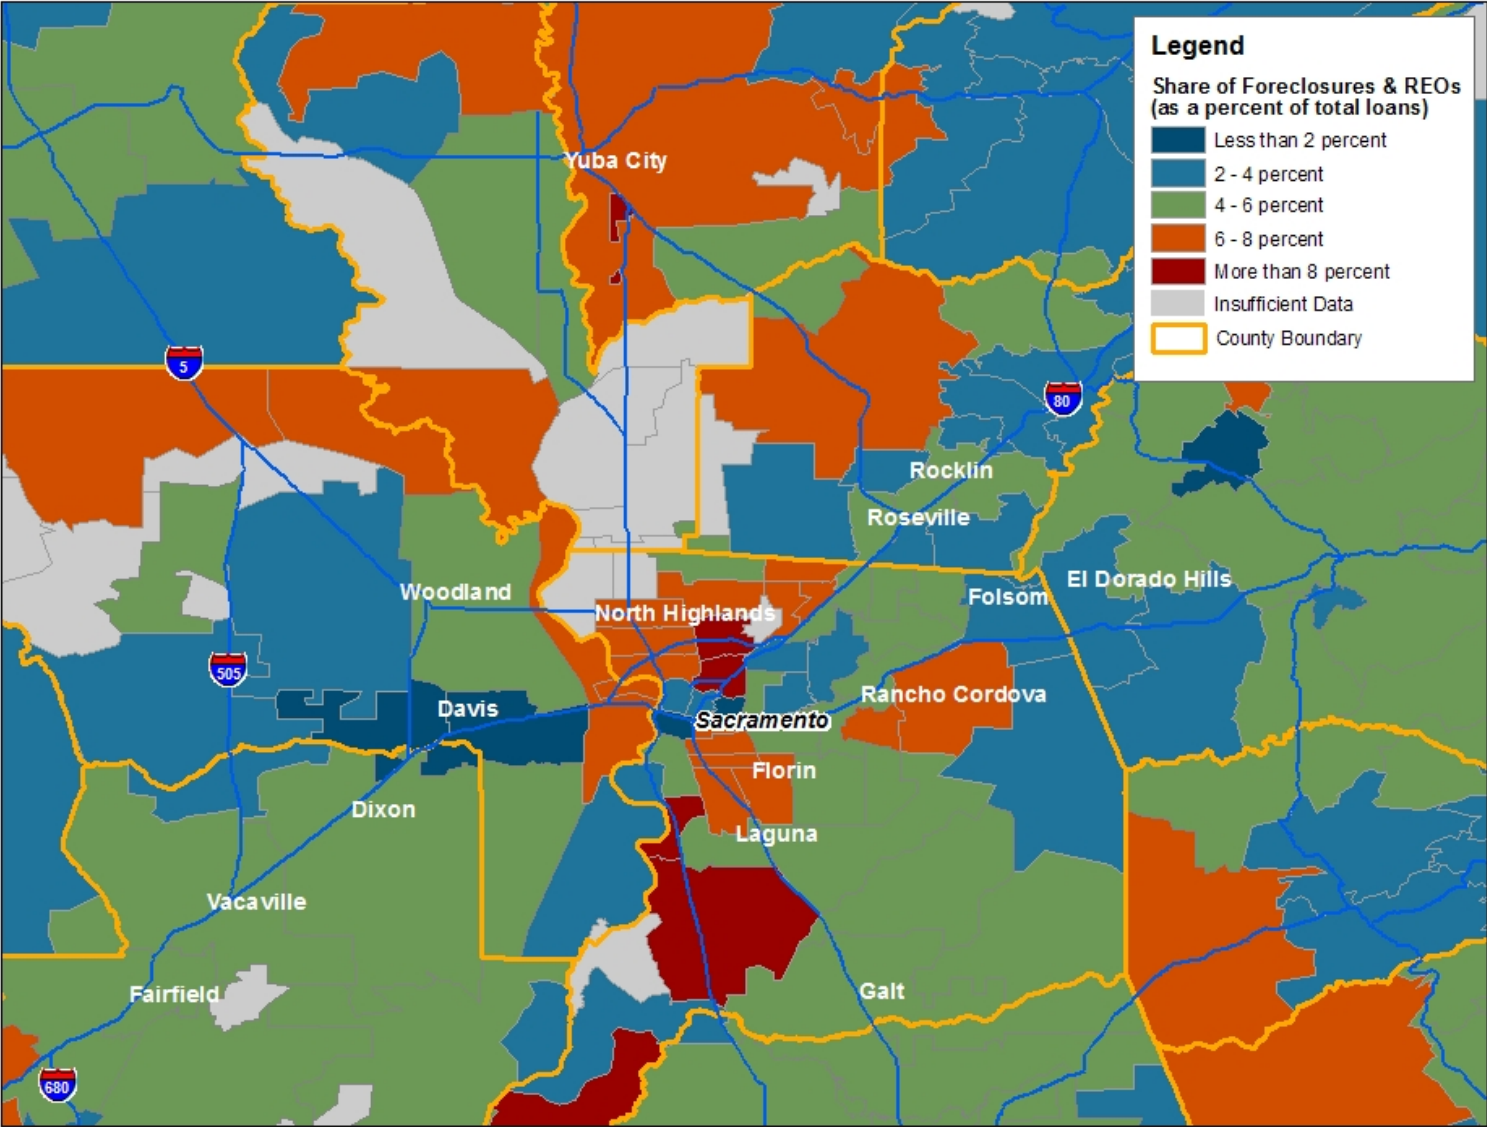 Legend
Share of Foreclosures & REOs
(as a percent of total loans)
Less than 2 percent
2 - 4 percent
4 - 6 percent
6 - 8 percent
More than 8 percent
Insufficient Data
County Boundary
Yuba City
5
80
Rocklin
Roseville
El Dorado Hills
Woodland
Folsom
North Highlands
505
Rancho Cordova
Davis
Sacramento
Florin
Dixon
Laguna
Vacaville
Fairfield
Galt
680